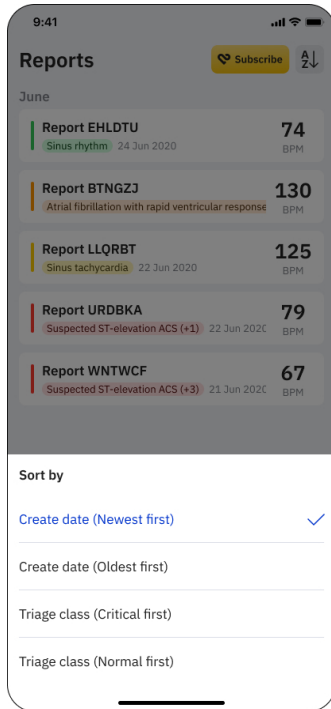 9:41
Reports
Subscribe
A
Z
June
Report EHLDTU
74
Sinus rhythm 24 Jun 2020
BPM
Report BTNGZJ
130
Atrial fibrillation with rapid ventricular response
BPM
Report LLQRBT
125
Sinus tachycardia 22 Jun 2020
BPM
Report URDBKA
79
Suspected ST-elevation ACS (+1) 22 Jun 202
BPM
Report WNTWCF
67
Suspected ST-elevation ACS (+3) 21 Jun 202
BPM
Sort by
Create date (Newest first)
Create date (Oldest first)
Triage class (Critical first)
Triage class (Normal first)